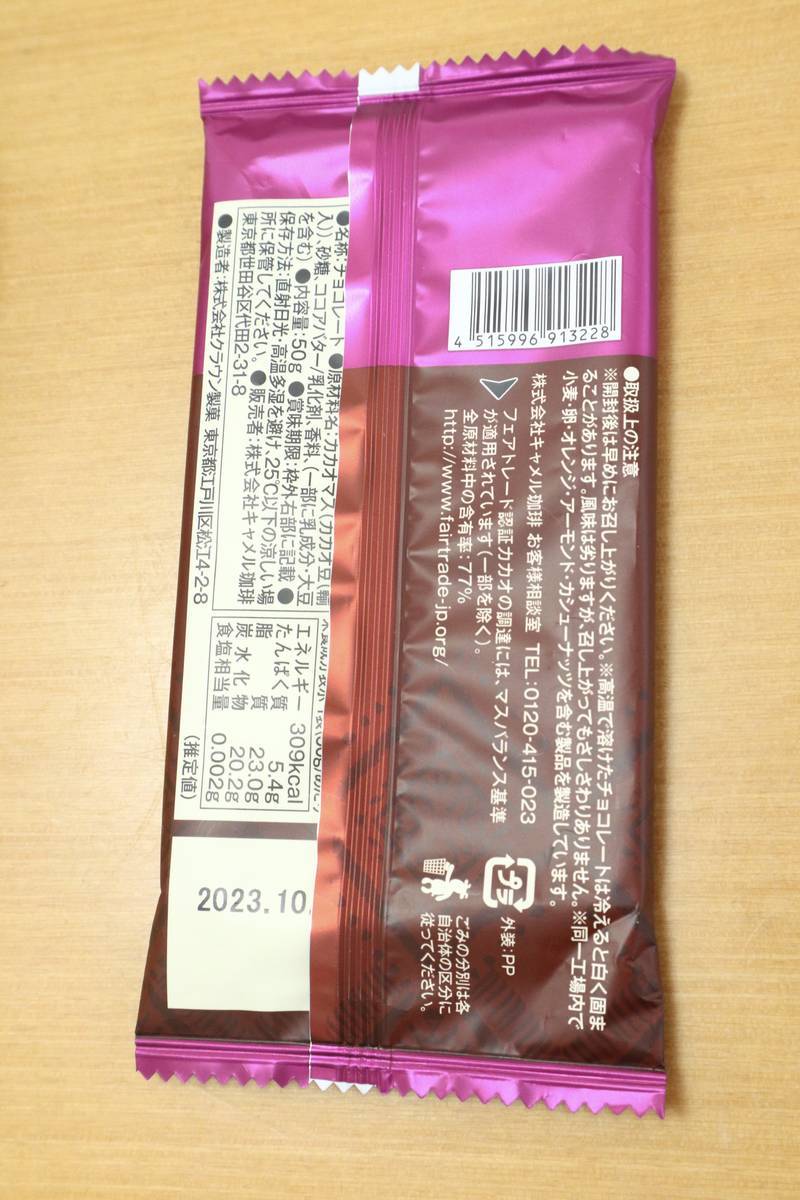 ●取扱上の注意
※開封後は早めにお召し上がりください。※高温で溶けたチョコレートは冷えると白く固ま
ることがあります。風味は劣りますが、召し上がってもさしさわりありません。※同一工場内で
小麦・卵・オレンジ・アーモンド・カシューナッツを含む製品を製造しています。
株式会社キャメル珈琲 お客様相談室 TEL:0120-415-023
フェアトレード認証カカオの調達には、マスバランス基準
が適用されています(一部を除く)。
全原材料中の含有率:77%
http://www.fairtrade-jp.org/
4 515996 913228
プラ
外装:PP
ごみの分別は各
自治体の区分に
従ってください。
●名称:チョコレート ●原材料名:カカオマス(カカオ豆(輸
入))、砂糖、ココアバター/乳化剤、香料、(一部に乳成分・大豆
を含む) ●内容量:50g ●賞味期限:枠外右部に記載 ●
保存方法:直射日光・高温多湿を避け、25℃以下の涼しい場
所に保管してください。 ●販売者:株式会社キャメル珈琲
東京都世田谷区代田2-31-8
●製造者:株式会社クラウン製菓 東京都江戸川区松江4-2-8
エネルギー 309kcal
たんぱく質 5.4g
脂質 23.0g
炭水化物 20.2g
食塩相当量 0.002g
(推定値)
2023.10.